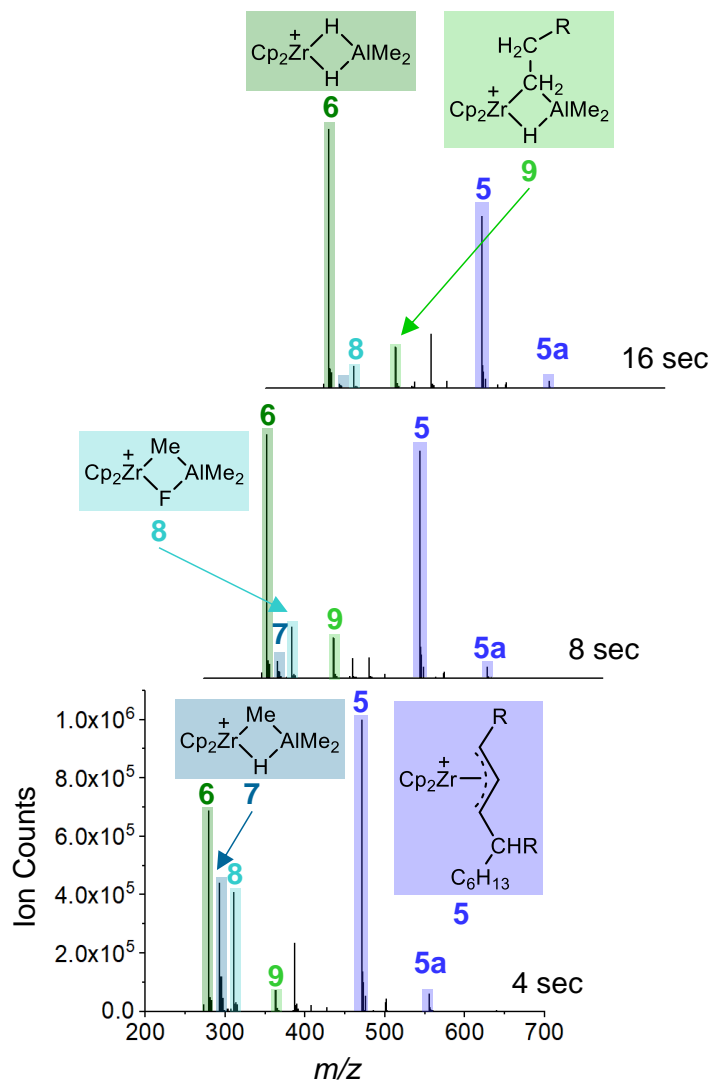 H
+
Cp2Zr AlMe2
H
6
R
H2C
CH2
+
Cp2Zr AlMe2
H
9
5
8
5a
16 sec
6
5
Me
+
Cp2Zr AlMe2
F
8
7
9
5a
8 sec
1.0x10^6
8.0x10^5
6.0x10^5
4.0x10^5
2.0x10^5
0.0
Ion Counts
Me
+
Cp2Zr AlMe2
H
7
6
8
9
5
5a
R
+
Cp2Zr
CHR
C6H13
5
4 sec
200 300 400 500 600 700
m/z